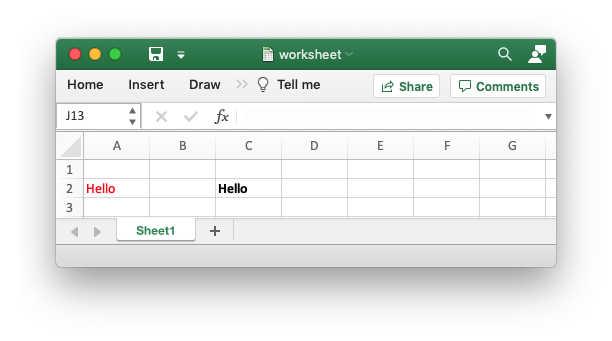 worksheet
Home Insert Draw Tell me Share Comments
J13 fx
A B C D E F G
1
2 Hello Hello
3
Sheet1 +